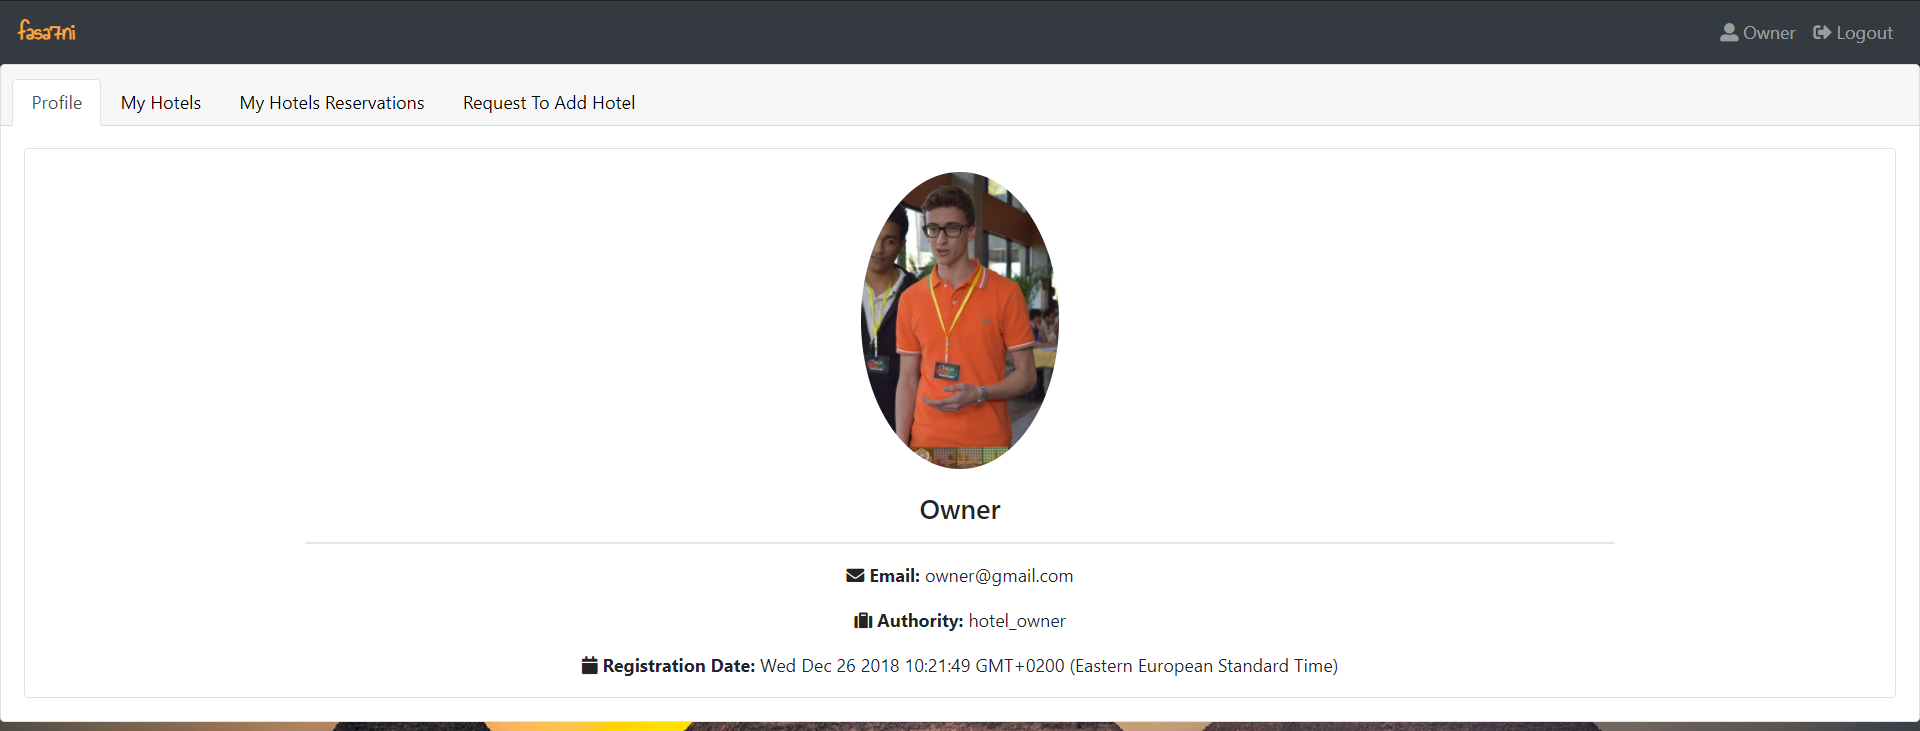 fasa7ni
Owner Logout
Profile My Hotels My Hotels Reservations Request To Add Hotel
Owner
Email: owner@gmail.com
Authority: hotel_owner
Registration Date: Wed Dec 26 2018 10:21:49 GMT+0200 (Eastern European Standard Time)